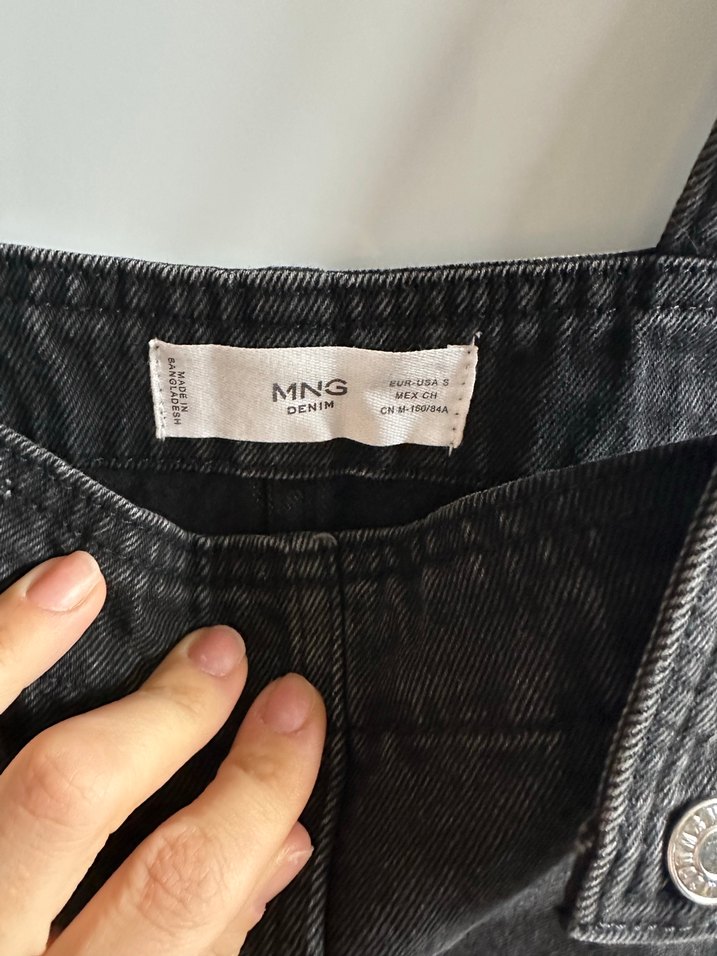 MADE IN
BANGLADESH
MNG
DENIM
EUR-USA S
MEX CH
CN M-160/84A